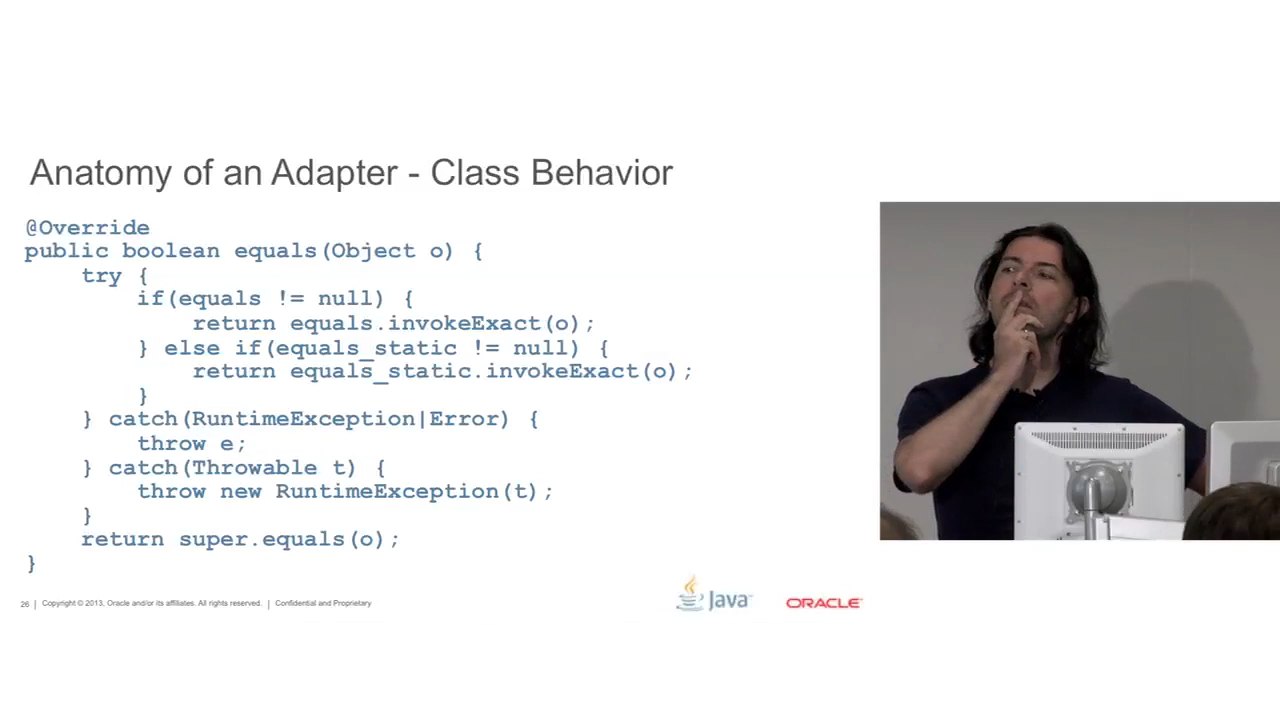 Anatomy of an Adapter - Class Behavior
@Override
public boolean equals(Object o) {
    try {
        if(equals != null) {
            return equals.invokeExact(o);
        } else if(equals_static != null) {
            return equals_static.invokeExact(o);
        }
    } catch(RuntimeException|Error) {
        throw e;
    } catch(Throwable t) {
        throw new RuntimeException(t);
    }
    return super.equals(o);
}
26 | Copyright © 2013, Oracle and/or its affiliates. All rights reserved. | Confidential and Proprietary
Java™
ORACLE®